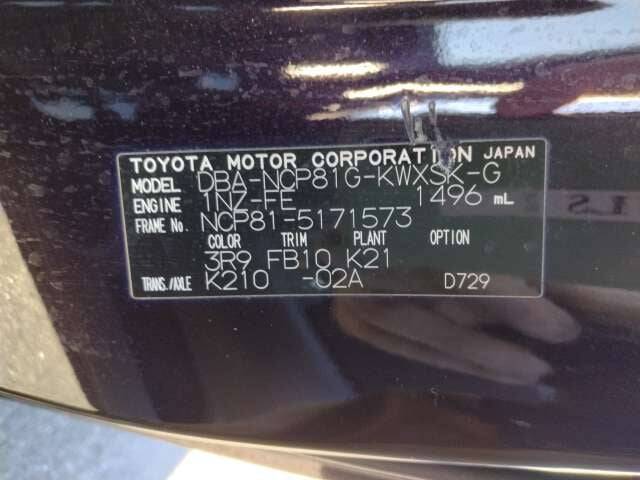 TOYOTA MOTOR CORPORATION JAPAN
MODEL DBA-NCP81G-KWXSK-G
ENGINE 1NZ-FE 1496 mL
FRAME No. NCP81-5171573
COLOR TRIM PLANT OPTION
3R9 FB10 K21
TRANS./AXLE K210 -02A D729
LS